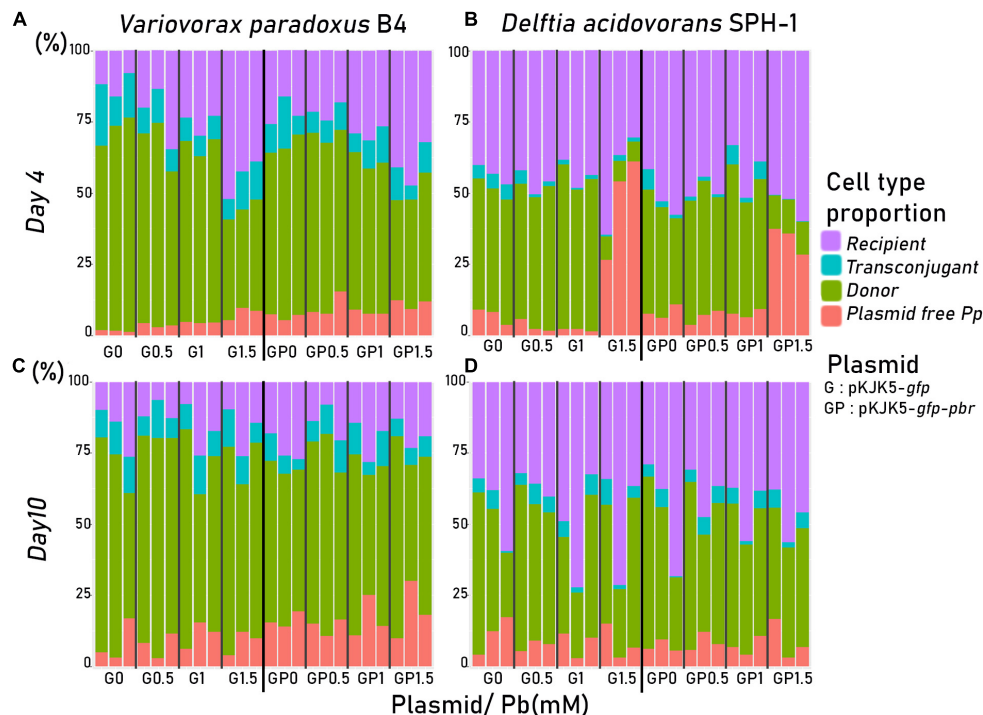 A Variovorax paradoxus B4
B Delftia acidovorans SPH-1
(%)
100
75
50
25
0
Day 4
G0 G0.5 G1 G1.5 GP0 GP0.5 GP1 GP1.5
100
75
50
25
0
G0 G0.5 G1 G1.5 GP0 GP0.5 GP1 GP1.5
Cell type
proportion
Recipient
Transconjugant
Donor
Plasmid free Pp
Plasmid
G : pKJK5-gfp
GP : pKJK5-gfp-pbr
C (%)
100
75
50
25
0
Day10
G0 G0.5 G1 G1.5 GP0 GP0.5 GP1 GP1.5
D
100
75
50
25
0
G0 G0.5 G1 G1.5 GP0 GP0.5 GP1 GP1.5
Plasmid/ Pb(mM)